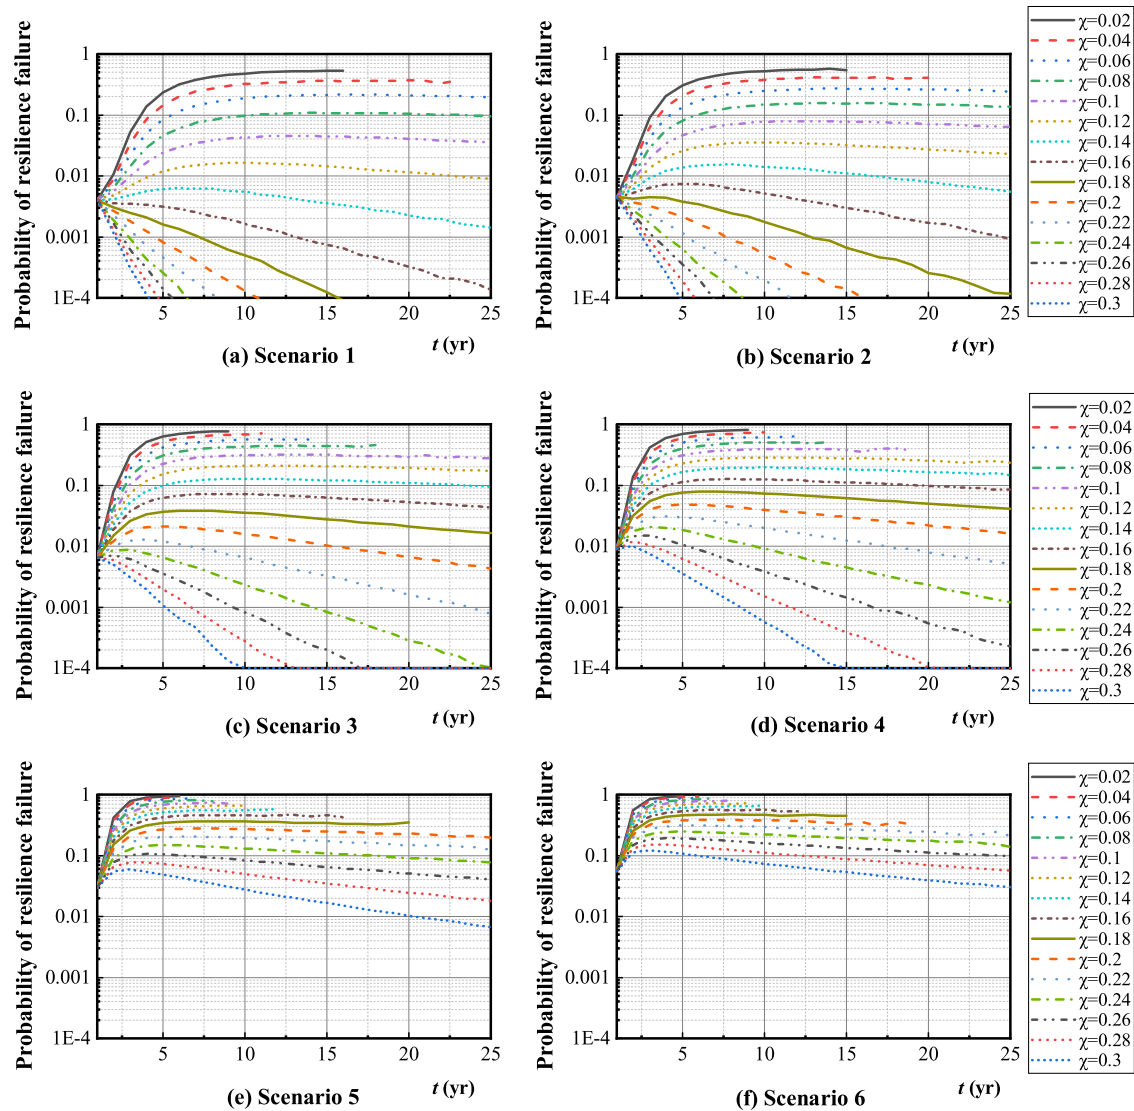 Probability of resilience failure
1
0.1
0.01
0.001
1E-4
5
10
15
20
25
t (yr)
(a) Scenario 1
Probability of resilience failure
1
0.1
0.01
0.001
1E-4
5
10
15
20
25
t (yr)
(b) Scenario 2
χ=0.02
χ=0.04
χ=0.06
χ=0.08
χ=0.1
χ=0.12
χ=0.14
χ=0.16
χ=0.18
χ=0.2
χ=0.22
χ=0.24
χ=0.26
χ=0.28
χ=0.3
Probability of resilience failure
1
0.1
0.01
0.001
1E-4
5
10
15
20
25
t (yr)
(c) Scenario 3
Probability of resilience failure
1
0.1
0.01
0.001
1E-4
5
10
15
20
25
t (yr)
(d) Scenario 4
χ=0.02
χ=0.04
χ=0.06
χ=0.08
χ=0.1
χ=0.12
χ=0.14
χ=0.16
χ=0.18
χ=0.2
χ=0.22
χ=0.24
χ=0.26
χ=0.28
χ=0.3
Probability of resilience failure
1
0.1
0.01
0.001
1E-4
5
10
15
20
25
t (yr)
(e) Scenario 5
Probability of resilience failure
1
0.1
0.01
0.001
1E-4
5
10
15
20
25
t (yr)
(f) Scenario 6
χ=0.02
χ=0.04
χ=0.06
χ=0.08
χ=0.1
χ=0.12
χ=0.14
χ=0.16
χ=0.18
χ=0.2
χ=0.22
χ=0.24
χ=0.26
χ=0.28
χ=0.3